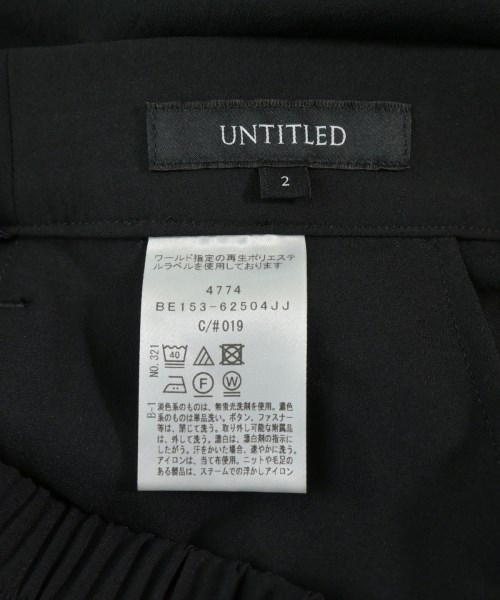 UNTITLED
2
ワールド指定の再生ポリエステ
ルラベルを使用しております
4774
BE153-62504JJ
C/#019
NO.321
40
F
W
B-1
淡色系のものは、無蛍光洗剤を使用。濃色
系のものは単品洗い。ボタン、ファスナー
等は、閉じて洗う。取り外し可能な附属品
は、外して洗う。漂白は、漂白剤の指示に
したがう。汗をかいた場合、速やかに洗う。
アイロンは、当て布使用。ニットや毛足の
ある製品は、スチームでの浮かしアイロン